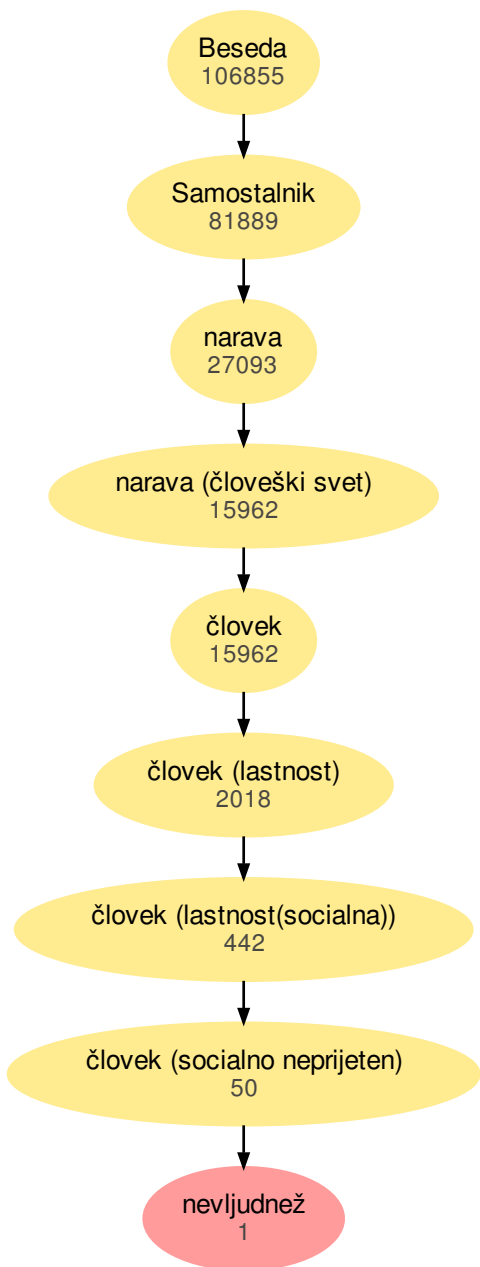 Beseda
106855
Samostalnik
81889
narava
27093
narava (človeški svet)
15962
človek
15962
človek (lastnost)
2018
človek (lastnost(socialna))
442
človek (socialno neprijeten)
50
nevljudnež
1